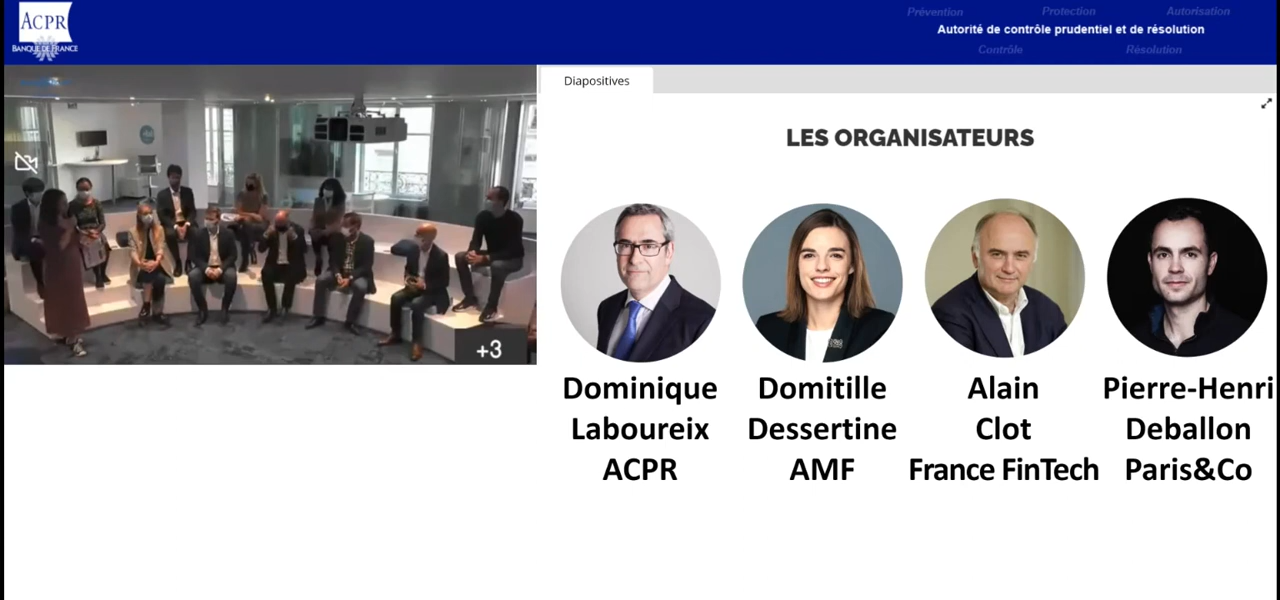 ACPR
BANQUE DE FRANCE
Prévention
Protection
Autorisation
Autorité de contrôle prudentiel et de résolution
Contrôle
Résolution
Diapositives
+3
LES ORGANISATEURS
Dominique
Laboureix
ACPR
Domitille
Dessertine
AMF
Alain
Clot
France FinTech
Pierre-Henri
Deballon
Paris&Co